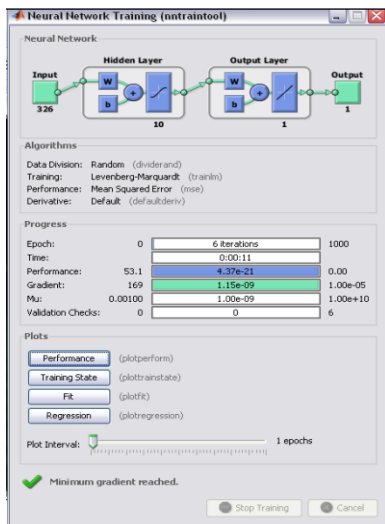 Neural Network Training (nntraintool)
Neural Network
Hidden Layer
Output Layer
Input
W
b
+
W
b
+
Output
326
10
1
1
Algorithms
Data Division: Random (dividerand)
Training: Levenberg-Marquardt (trainlm)
Performance: Mean Squared Error (mse)
Derivative: Default (defaultderiv)
Progress
Epoch: 0 6 iterations 1000
Time: 0:00:11
Performance: 53.1 4.37e-21 0.00
Gradient: 169 1.15e-09 1.00e-05
Mu: 0.00100 1.00e-09 1.00e+10
Validation Checks: 0 0 6
Plots
Performance (plotperform)
Training State (plottrainstate)
Fit (plotfit)
Regression (plotregression)
Plot Interval: 1 epochs
Minimum gradient reached.
Stop Training Cancel